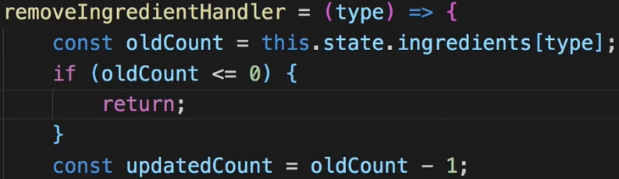 removeIngredientHandler = (type) => {
    const oldCount = this.state.ingredients[type];
    if (oldCount <= 0) {
        return;
    }
    const updatedCount = oldCount - 1;